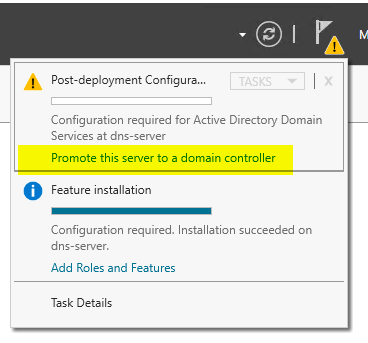 M
Post-deployment Configura...
TASKS
X
Configuration required for Active Directory Domain
Services at dns-server
Promote this server to a domain controller
Feature installation
Configuration required. Installation succeeded on
dns-server.
Add Roles and Features
Task Details